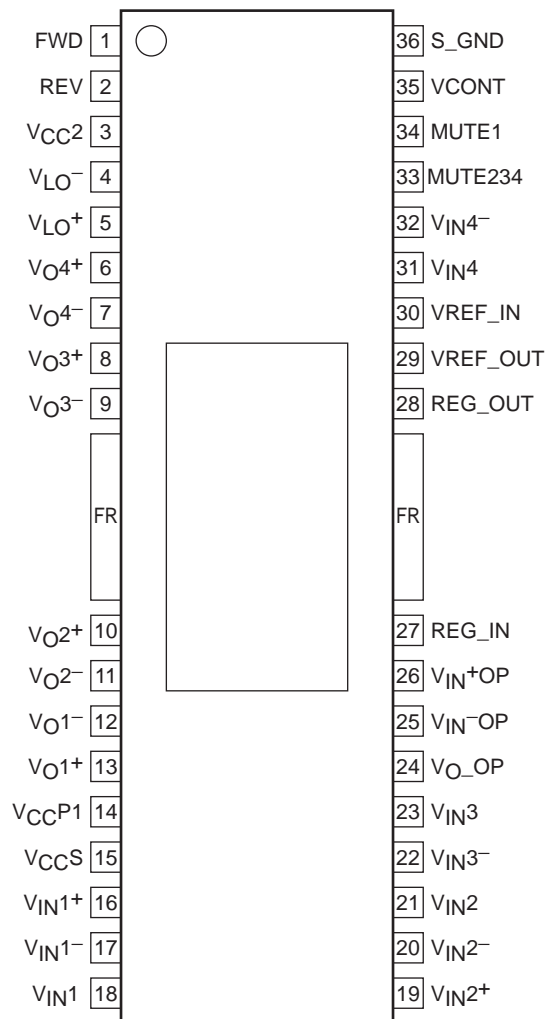 FWD 1 36 S_GND
REV 2 35 VCONT
VCC2 3 34 MUTE1
VLO− 4 33 MUTE234
VLO+ 5 32 VIN4−
VO4+ 6 31 VIN4
VO4− 7 30 VREF_IN
VO3+ 8 29 VREF_OUT
VO3− 9 28 REG_OUT
FR FR
VO2+ 10 27 REG_IN
VO2− 11 26 VIN+OP
VO1− 12 25 VIN−OP
VO1+ 13 24 VO_OP
VCCP1 14 23 VIN3
VCCS 15 22 VIN3−
VIN1+ 16 21 VIN2
VIN1− 17 20 VIN2−
VIN1 18 19 VIN2+